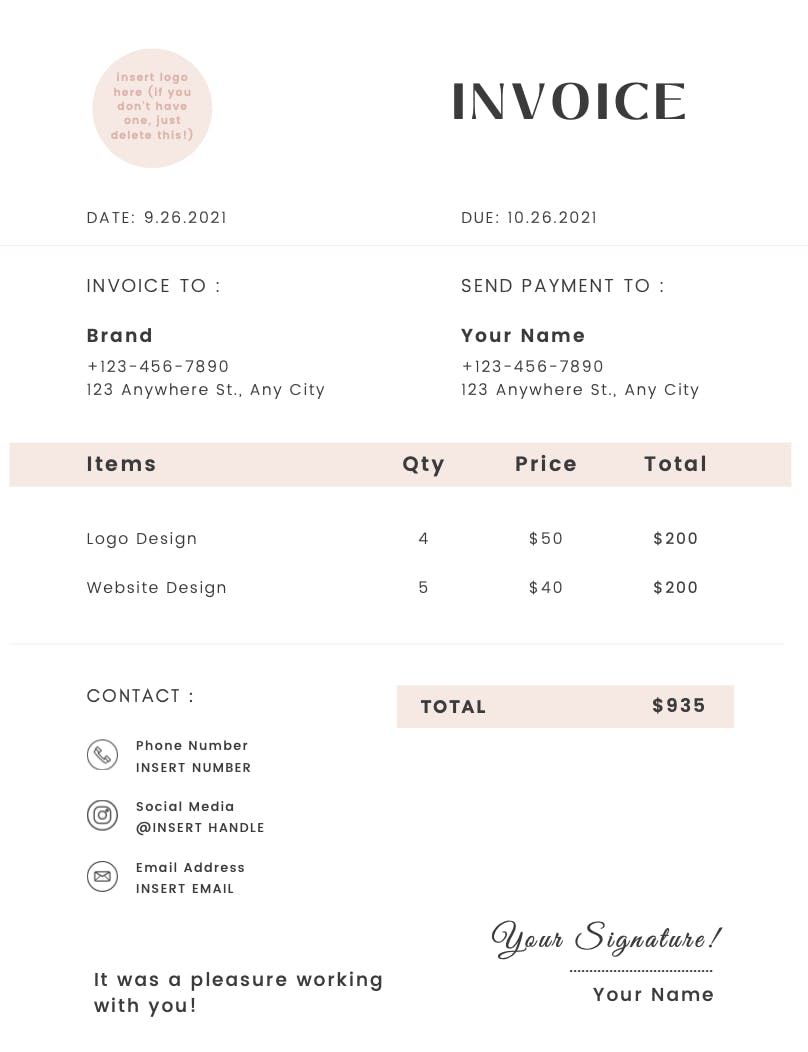 insert logo
here (if you
don't have
one, just
delete this!)
INVOICE
DATE: 9.26.2021
DUE: 10.26.2021
INVOICE TO :
Brand
+123-456-7890
123 Anywhere St., Any City
SEND PAYMENT TO :
Your Name
+123-456-7890
123 Anywhere St., Any City
Items Qty Price Total
Logo Design 4 $50 $200
Website Design 5 $40 $200
TOTAL $935
CONTACT :
Phone Number
INSERT NUMBER
Social Media
@INSERT HANDLE
Email Address
INSERT EMAIL
It was a pleasure working
with you!
Your Signature!
Your Name